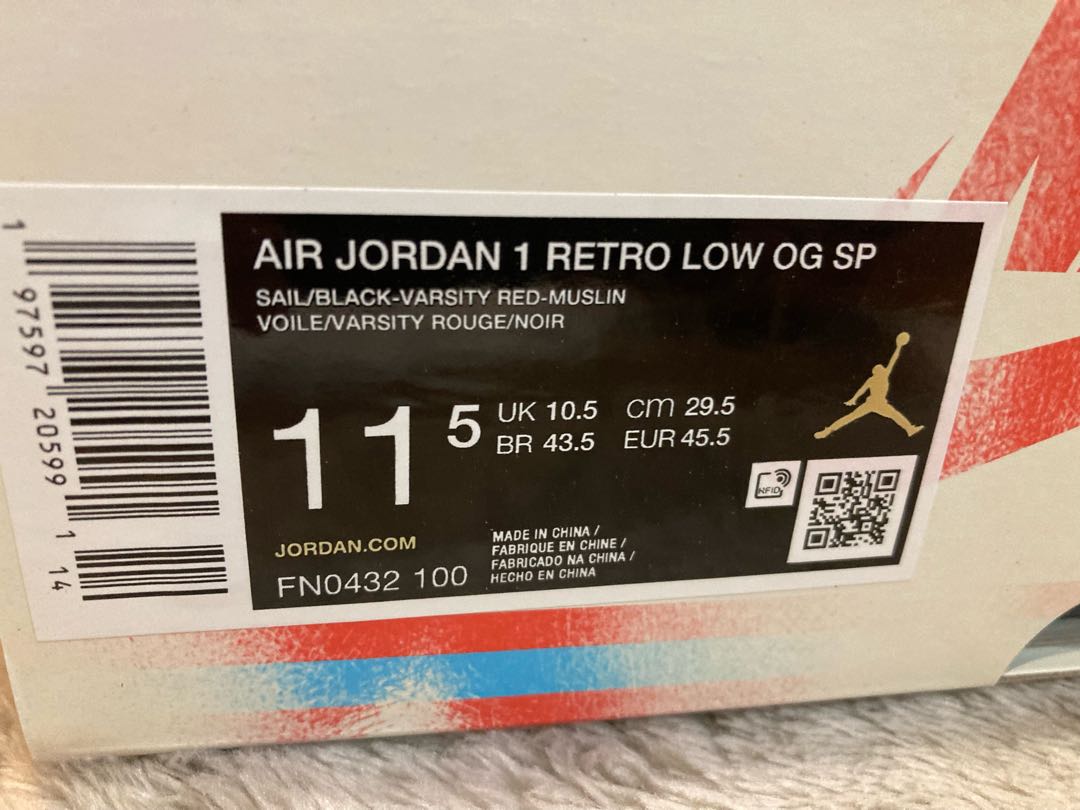 AIR JORDAN 1 RETRO LOW OG SP
SAIL/BLACK-VARSITY RED-MUSLIN
VOILE/VARSITY ROUGE/NOIR
11 5
UK 10.5 cm 29.5
BR 43.5 EUR 45.5
RFID
JORDAN.COM
FN0432 100
MADE IN CHINA /
FABRIQUE EN CHINE /
FABRICADO NA CHINA /
HECHO EN CHINA
1 97597 20599 1 14